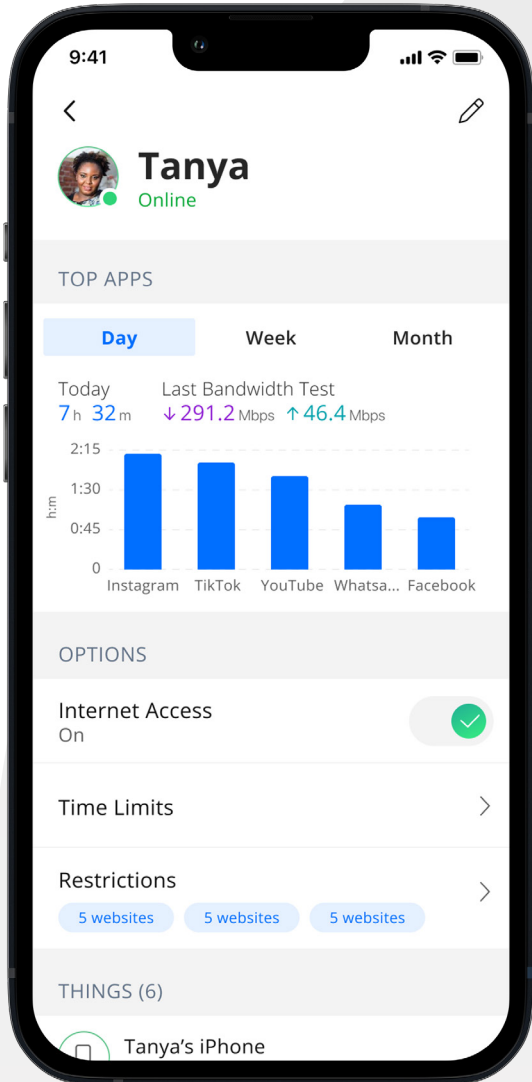 9:41
Tanya
Online
TOP APPS
Day Week Month
Today Last Bandwidth Test
7 h 32 m ↓291.2 Mbps ↑46.4 Mbps
2:15
1:30
h:m
0:45
0
Instagram TikTok YouTube Whatsa... Facebook
OPTIONS
Internet Access
On
Time Limits
Restrictions
5 websites 5 websites 5 websites
THINGS (6)
Tanya’s iPhone